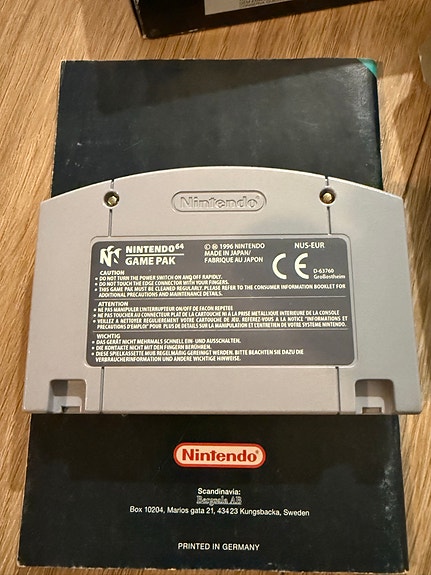 Nintendo
NINTENDO 64
GAME PAK
© ® 1996 NINTENDO
MADE IN JAPAN/
FABRIQUE AU JAPON
NUS-EUR
CE
D-63760
Großostheim
CAUTION
• DO NOT TURN THE POWER SWITCH ON AND OFF RAPIDLY.
• DO NOT TOUCH THE EDGE CONNECTOR WITH YOUR FINGERS.
• THIS GAME PAK MUST BE CLEANED REGULARLY. PLEASE REFER TO THE CONSUMER INFORMATION BOOKLET FOR
ADDITIONAL PRECAUTIONS AND MAINTENANCE DETAILS.
ATTENTION
• NE PAS MANIPULER L'INTERRUPTEUR ON/OFF DE FACON REPETEE
• NE PAS TOUCHER AU CONNECTEUR PLAT DE LA CARTOUCHE NI A LA PRISE METALLIQUE INTERIEURE DE LA CONSOLE
• VEUILLEZ A NETTOYER REGULIEREMENT VOTRE CARTOUCHE DE JEU. REFEREZ-VOUS A LA NOTICE "INFORMATIONS ET
PRECAUTIONS D'EMPLOI" POUR PLUS DE DETAILS SUR LA MANIPULATION ET L'ENTRETIEN DE VOTRE SYSTEME NINTENDO.
WICHTIG
• DAS GERÄT NICHT MEHRMALS SCHNELL EIN- UND AUSSCHALTEN.
• DIE KONTAKTE NICHT MIT DEN FINGERN BERÜHREN.
• DIESE SPIELKASSETTE MUß REGELMÄßIG GEREINIGT WERDEN. BITTE BEACHTEN SIE DAZU DIE
VERBRAUCHERINFORMATION UND ANDERE WICHTIGE HINWEISE.
Nintendo
Scandinavia:
Bergsala AB
Box 10204, Marios gata 21, 434 23 Kungsbacka, Sweden
PRINTED IN GERMANY